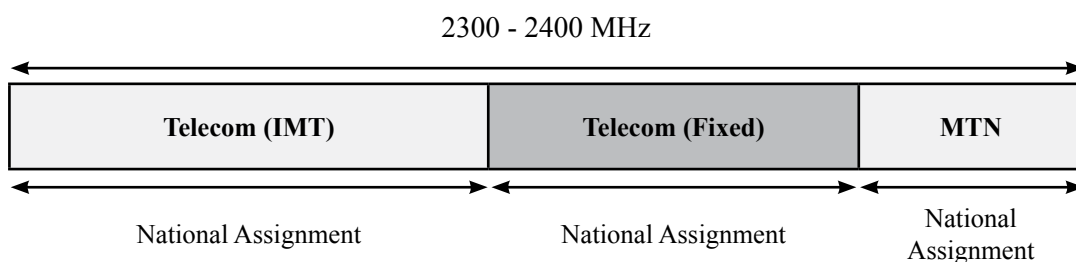 2300 - 2400 MHz
Telecom (IMT)
Telecom (Fixed)
MTN
National Assignment
National Assignment
National
Assignment